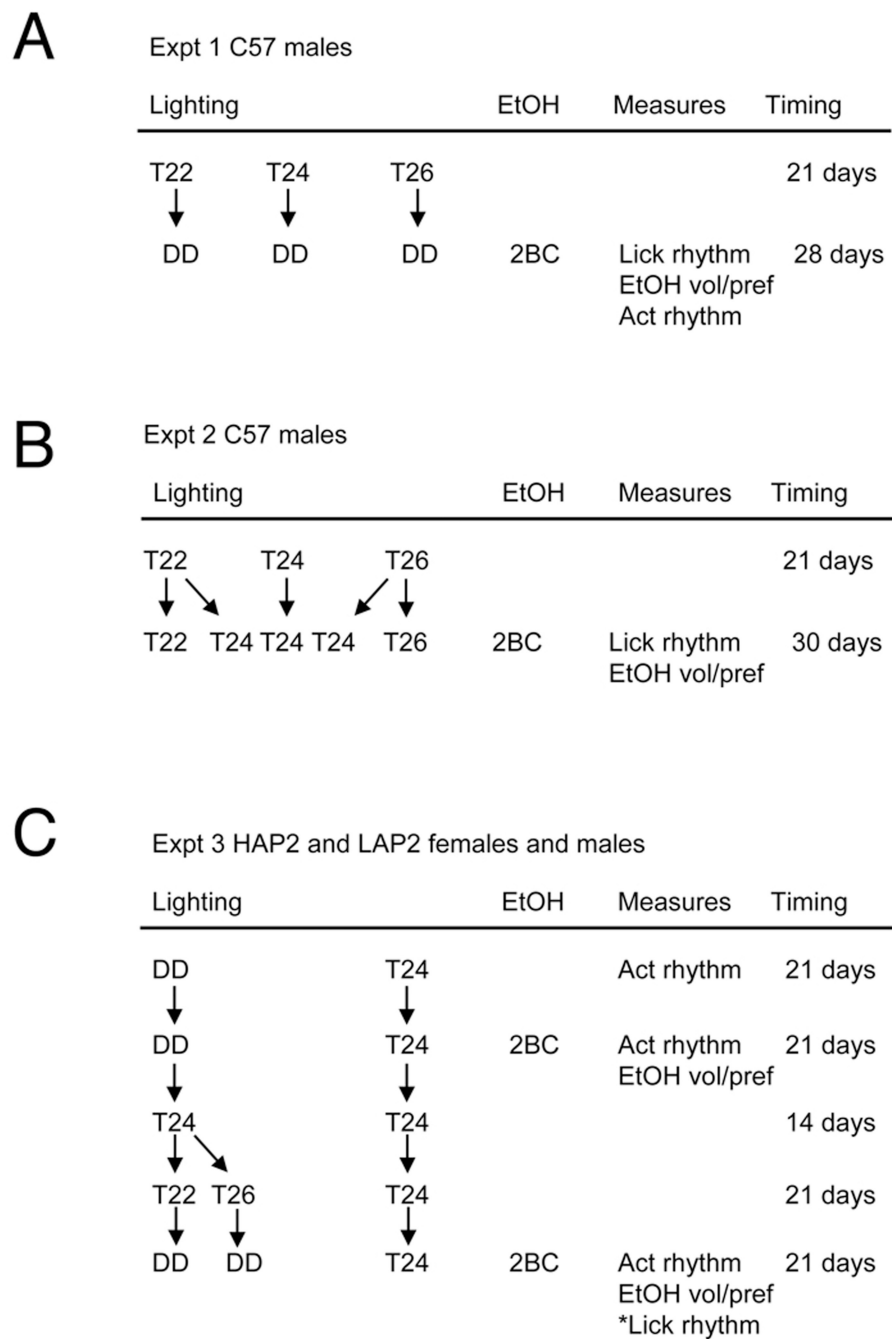 A
Expt 1 C57 males
Lighting EtOH Measures Timing
T22 T24 T26 21 days
DD DD DD 2BC Lick rhythm 28 days
EtOH vol/pref
Act rhythm
B
Expt 2 C57 males
Lighting EtOH Measures Timing
T22 T24 T26 21 days
T22 T24 T24 T24 T26 2BC Lick rhythm 30 days
EtOH vol/pref
C
Expt 3 HAP2 and LAP2 females and males
Lighting EtOH Measures Timing
DD T24 Act rhythm 21 days
DD T24 2BC Act rhythm 21 days
EtOH vol/pref
T24 T24 14 days
T22 T26 T24 21 days
DD DD T24 2BC Act rhythm 21 days
EtOH vol/pref
*Lick rhythm